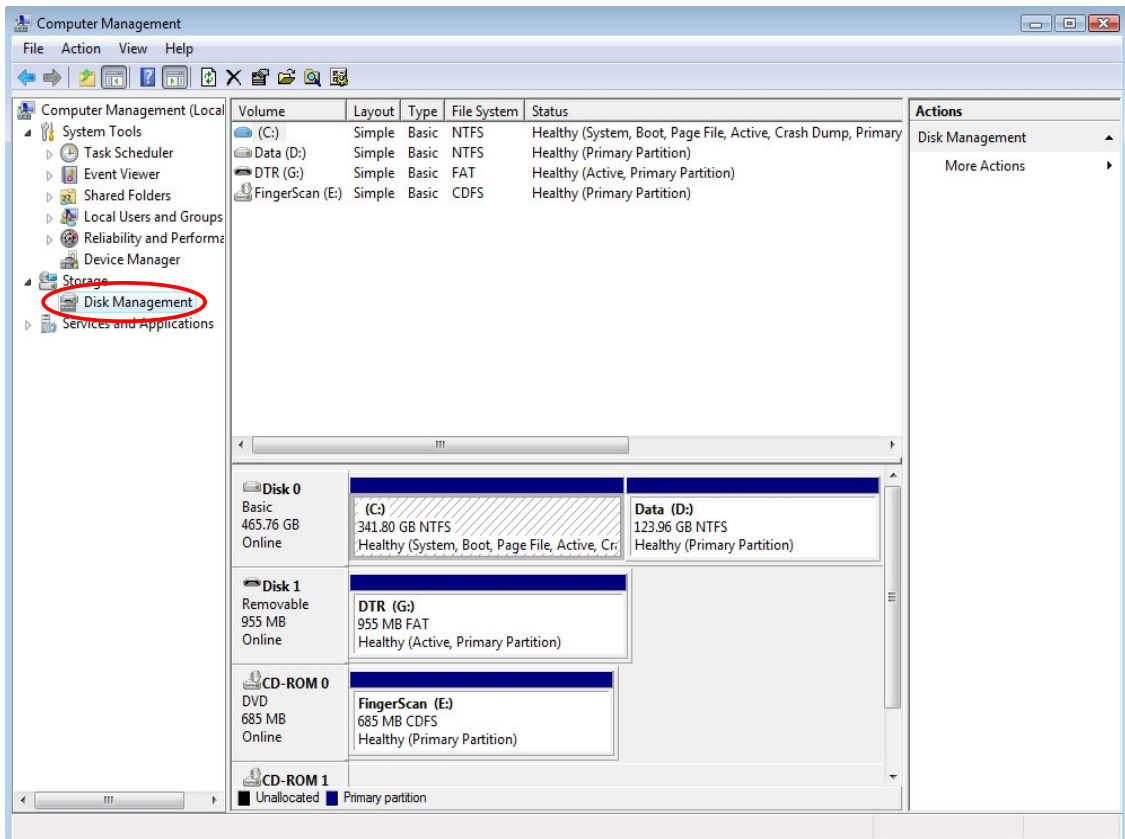 Computer Management
File Action View Help
Computer Management (Local
System Tools
Task Scheduler
Event Viewer
Shared Folders
Local Users and Groups
Reliability and Performa
Device Manager
Storage
Disk Management
Services and Applications
Volume Layout Type File System Status
(C:) Simple Basic NTFS Healthy (System, Boot, Page File, Active, Crash Dump, Primary
Data (D:) Simple Basic NTFS Healthy (Primary Partition)
DTR (G:) Simple Basic FAT Healthy (Active, Primary Partition)
FingerScan (E:) Simple Basic CDFS Healthy (Primary Partition)
Disk 0
Basic
465.76 GB
Online
(C:)
341.80 GB NTFS
Healthy (System, Boot, Page File, Active, Cra
Data (D:)
123.96 GB NTFS
Healthy (Primary Partition)
Disk 1
Removable
955 MB
Online
DTR (G:)
955 MB FAT
Healthy (Active, Primary Partition)
CD-ROM 0
DVD
685 MB
Online
FingerScan (E:)
685 MB CDFS
Healthy (Primary Partition)
CD-ROM 1
Unallocated Primary partition
Actions
Disk Management
More Actions